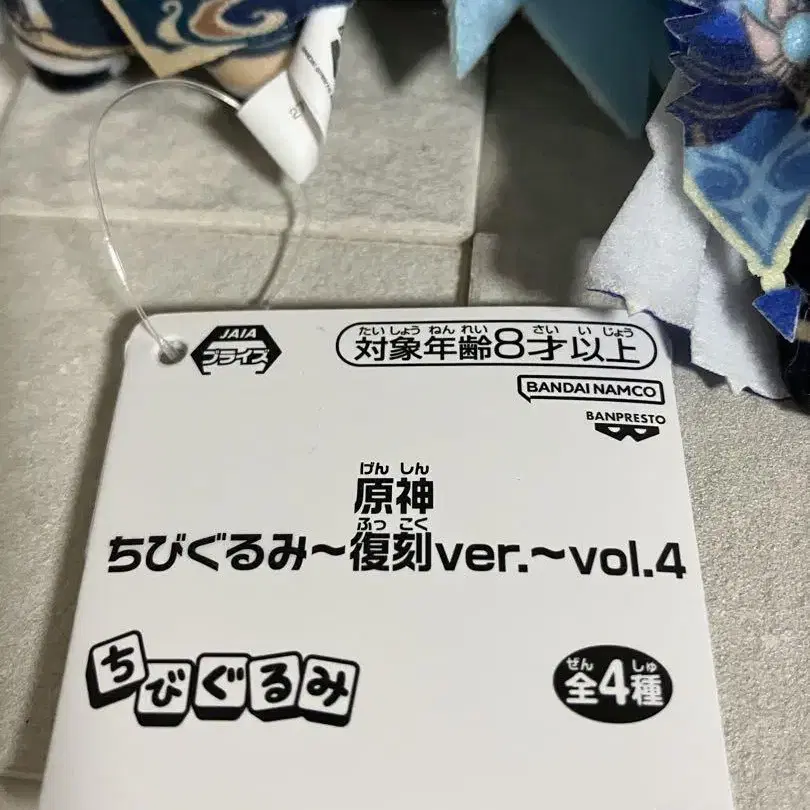 JAIA
プライズ
たいしょうねんれい さい いじょう
対象年齢8才以上
BANDAI NAMCO
BANPRESTO
げんしん
原神
ふっこく
ちびぐるみ〜復刻ver.〜vol.4
ちびぐるみ
ぜん しゅ
全4種